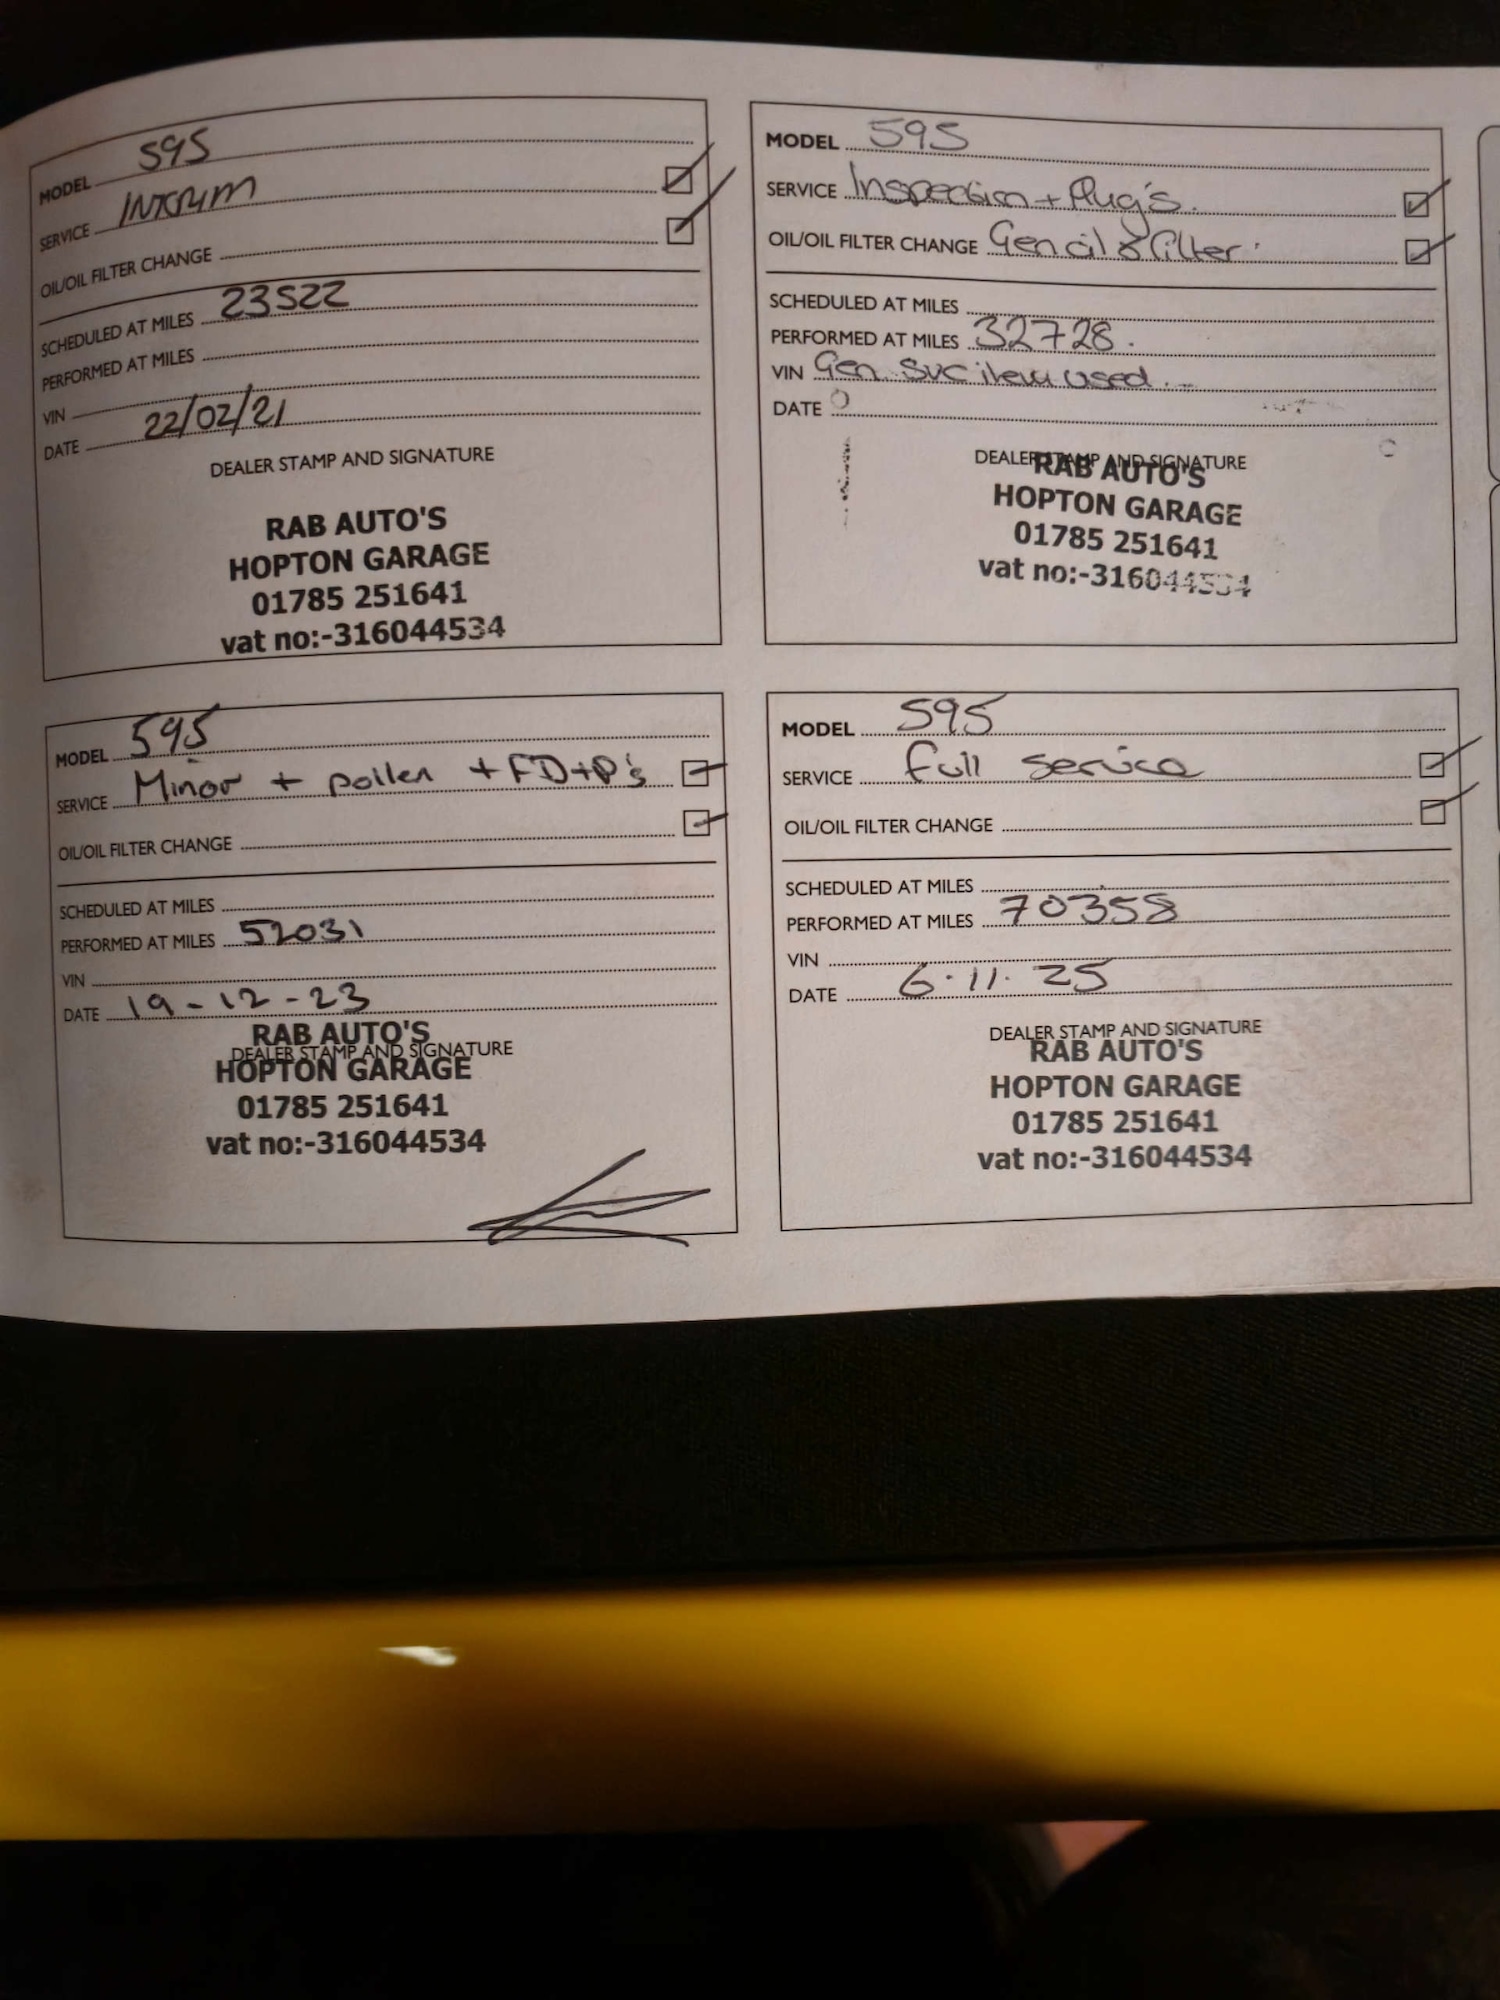 MODEL 595
SERVICE INTRIM
OIL/OIL FILTER CHANGE
SCHEDULED AT MILES 23522
PERFORMED AT MILES
VIN
DATE 22/02/21
DEALER STAMP AND SIGNATURE
RAB AUTO'S
HOPTON GARAGE
01785 251641
vat no:-316044534
MODEL 595
SERVICE Inspection + Plug's.
OIL/OIL FILTER CHANGE Gen oil & filter.
SCHEDULED AT MILES
PERFORMED AT MILES 32728.
VIN Gen svc item used.
DATE
DEALER STAMP AND SIGNATURE
RAB AUTO'S
HOPTON GARAGE
01785 251641
vat no:-316044534
MODEL 595
SERVICE Minor + pollen + FD+P's
OIL/OIL FILTER CHANGE
SCHEDULED AT MILES
PERFORMED AT MILES 52031
VIN
DATE 19-12-23
DEALER STAMP AND SIGNATURE
RAB AUTO'S
HOPTON GARAGE
01785 251641
vat no:-316044534
MODEL 595
SERVICE full service
OIL/OIL FILTER CHANGE
SCHEDULED AT MILES
PERFORMED AT MILES 70358
VIN
DATE 6.11.25
DEALER STAMP AND SIGNATURE
RAB AUTO'S
HOPTON GARAGE
01785 251641
vat no:-316044534